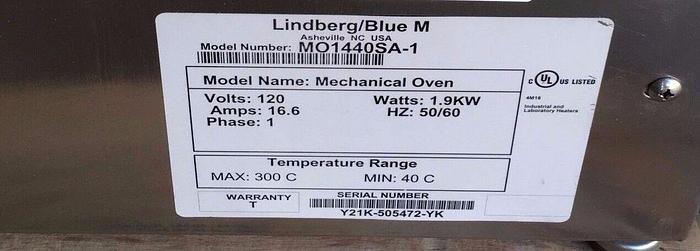 Lindberg/Blue M
Asheville NC USA
Model Number: MO1440SA-1
Model Name: Mechanical Oven
Volts: 120 Watts: 1.9KW
Amps: 16.6 HZ: 50/60
Phase: 1
C UL US LISTED
4M16
Industrial and
Laboratory Heaters
Temperature Range
MAX: 300 C MIN: 40 C
WARRANTY
T
SERIAL NUMBER
Y21K-505472-YK